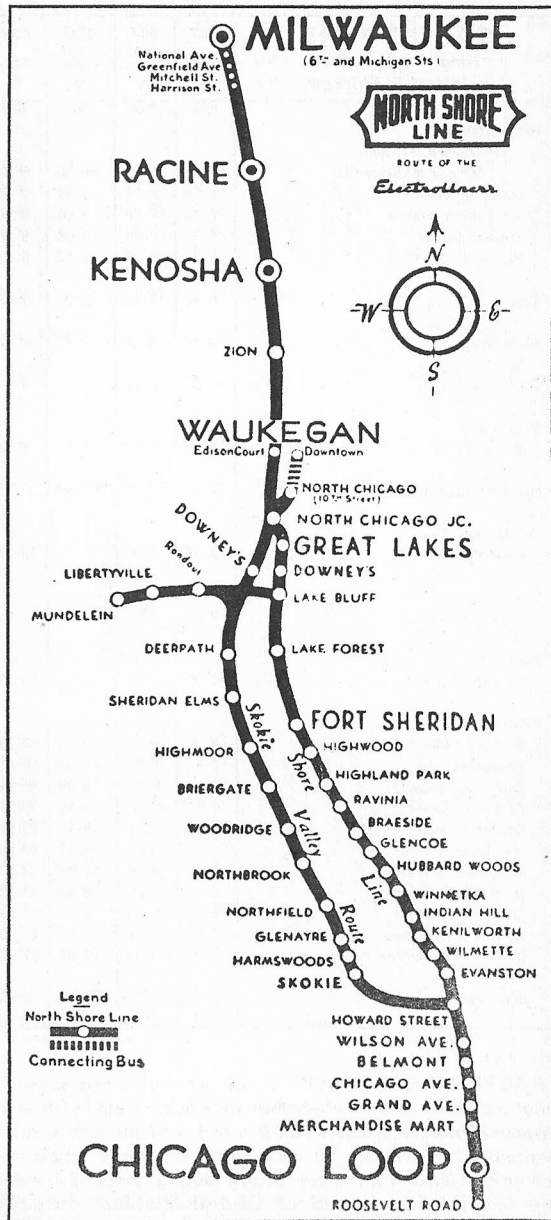 MILWAUKEE
(6TH and Michigan Sts.)
National Ave.
Greenfield Ave
Mitchell St.
Harrison St.
NORTH SHORE
LINE
ROUTE OF THE
Electroliners
RACINE
N
W
E
S
KENOSHA
ZION
WAUKEGAN
Edison Court
Downtown
NORTH CHICAGO
(10TH Street)
NORTH CHICAGO JC.
DOWNEY'S
GREAT LAKES
Rondout
LIBERTYVILLE
DOWNEY'S
MUNDELEIN
LAKE BLUFF
DEERPATH
LAKE FOREST
SHERIDAN ELMS
Skokie Valley Route
Shore Line
FORT SHERIDAN
HIGHMOOR
HIGHWOOD
BRIERGATE
HIGHLAND PARK
RAVINIA
WOODRIDGE
BRAESIDE
GLENCOE
NORTHBROOK
HUBBARD WOODS
WINNETKA
NORTHFIELD
INDIAN HILL
GLENAYRE
KENILWORTH
HARMSWOODS
WILMETTE
SKOKIE
EVANSTON
Legend
North Shore Line
Connecting Bus
HOWARD STREET
WILSON AVE.
BELMONT
CHICAGO AVE.
GRAND AVE.
MERCHANDISE MART
CHICAGO LOOP
ROOSEVELT ROAD